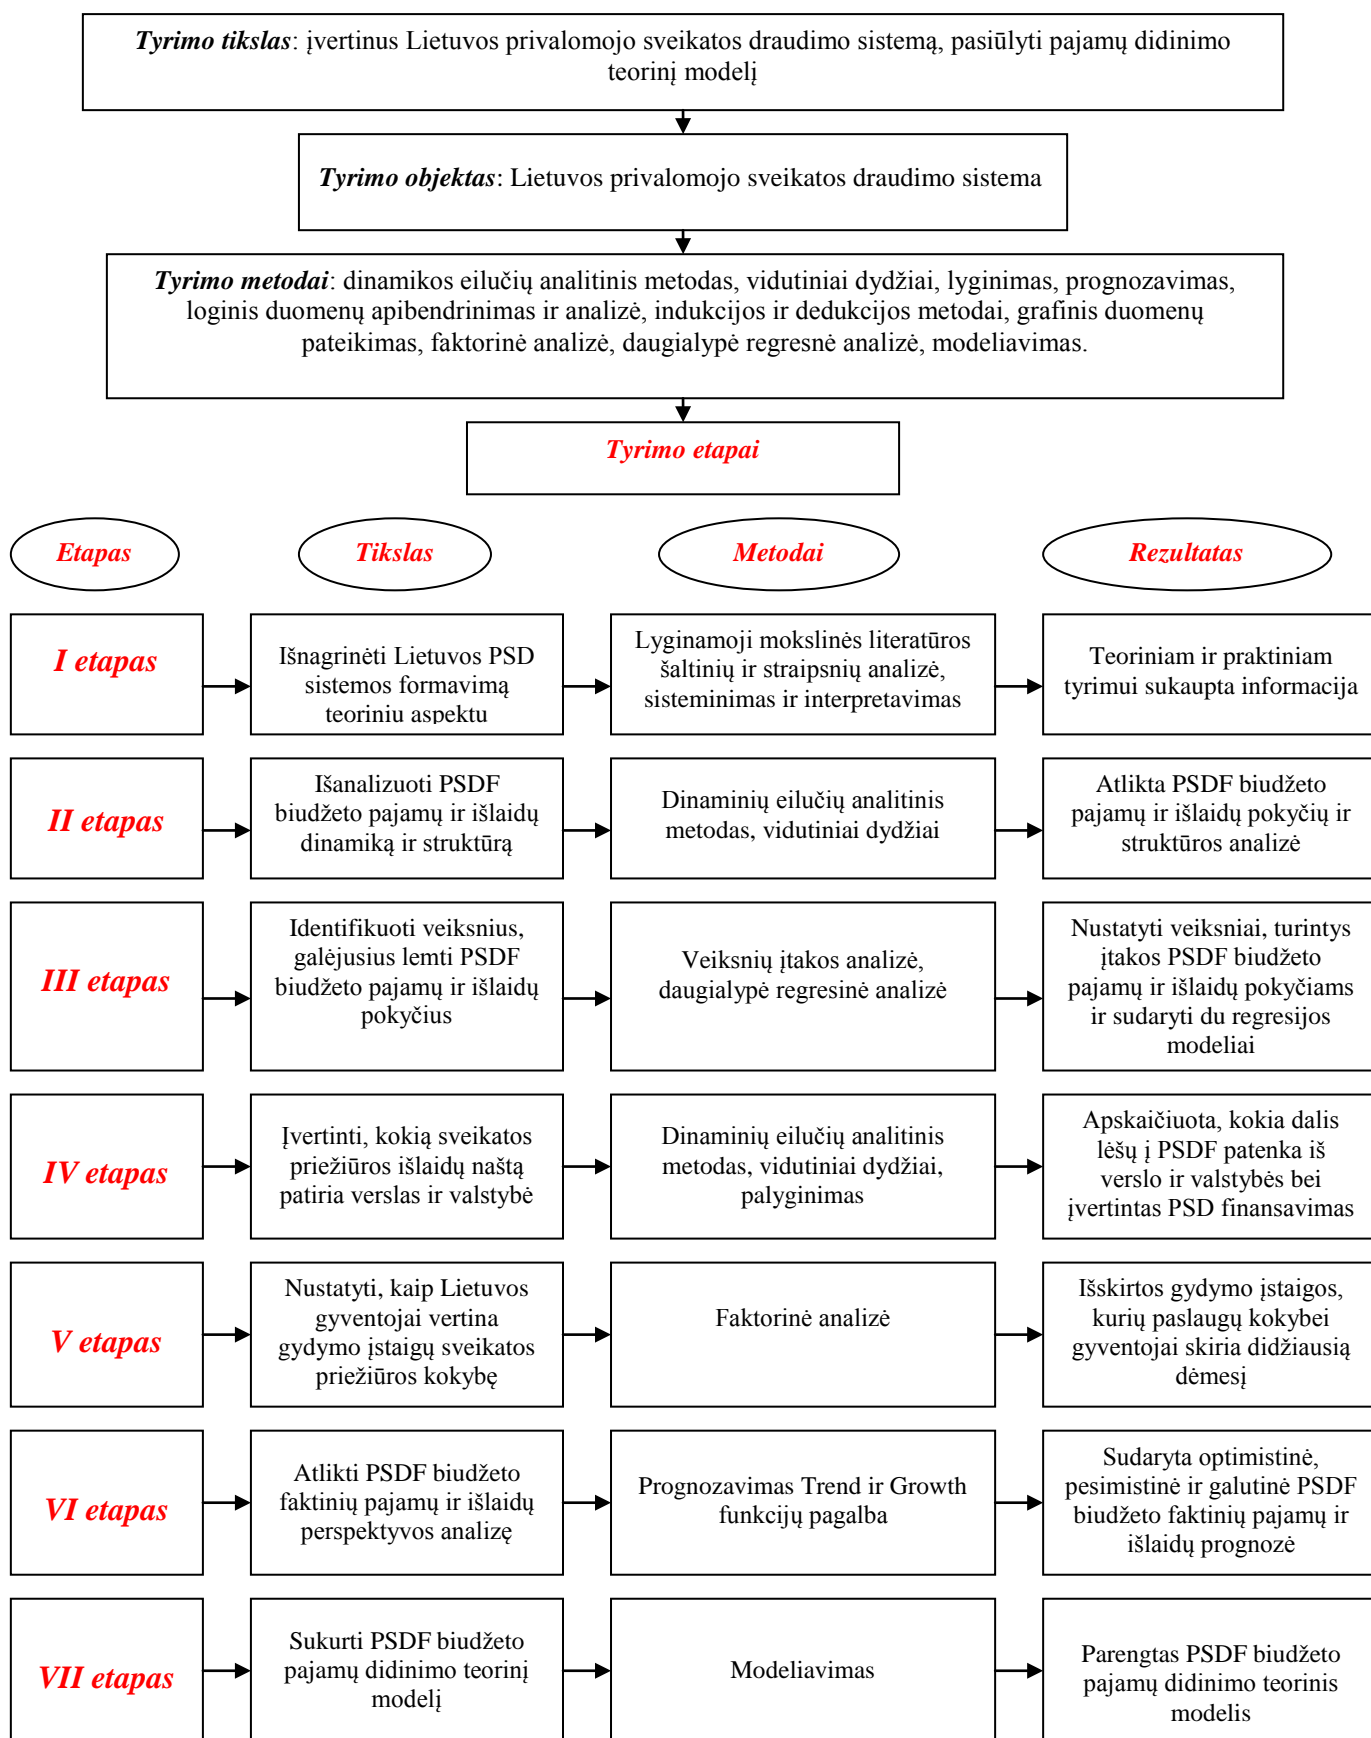 Tyrimo tikslas: įvertinus Lietuvos privalomojo sveikatos draudimo sistemą, pasiūlyti pajamų didinimo
teorinį modelį
Tyrimo objektas: Lietuvos privalomojo sveikatos draudimo sistema
Tyrimo metodai: dinamikos eilučių analitinis metodas, vidutiniai dydžiai, lyginimas, prognozavimas,
loginis duomenų apibendrinimas ir analizė, indukcijos ir dedukcijos metodai, grafinis duomenų
pateikimas, faktorinė analizė, daugialypė regresnė analizė, modeliavimas.
Tyrimo etapai
Etapas
Tikslas
Metodai
Rezultatas
I etapas
Išnagrinėti Lietuvos PSD
sistemos formavimą
teoriniu aspektu
Lyginamoji mokslinės literatūros
šaltinių ir straipsnių analizė,
sisteminimas ir interpretavimas
Teoriniam ir praktiniam
tyrimui sukaupta informacija
II etapas
Išanalizuoti PSDF
biudžeto pajamų ir išlaidų
dinamiką ir struktūrą
Dinaminių eilučių analitinis
metodas, vidutiniai dydžiai
Atlikta PSDF biudžeto
pajamų ir išlaidų pokyčių ir
struktūros analizė
III etapas
Identifikuoti veiksnius,
galėjusius lemti PSDF
biudžeto pajamų ir išlaidų
pokyčius
Veiksnių įtakos analizė,
daugialypė regresinė analizė
Nustatyti veiksniai, turintys
įtakos PSDF biudžeto
pajamų ir išlaidų pokyčiams
ir sudaryti du regresijos
modeliai
IV etapas
Įvertinti, kokią sveikatos
priežiūros išlaidų naštą
patiria verslas ir valstybė
Dinaminių eilučių analitinis
metodas, vidutiniai dydžiai,
palyginimas
Apskaičiuota, kokia dalis
lėšų į PSDF patenka iš
verslo ir valstybės bei
įvertintas PSD finansavimas
V etapas
Nustatyti, kaip Lietuvos
gyventojai vertina
gydymo įstaigų sveikatos
priežiūros kokybę
Faktorinė analizė
Išskirtos gydymo įstaigos,
kurių paslaugų kokybei
gyventojai skiria didžiausią
dėmesį
VI etapas
Atlikti PSDF biudžeto
faktinių pajamų ir išlaidų
perspektyvos analizę
Prognozavimas Trend ir Growth
funkcijų pagalba
Sudaryta optimistinė,
pesimistinė ir galutinė PSDF
biudžeto faktinių pajamų ir
išlaidų prognozė
VII etapas
Sukurti PSDF biudžeto
pajamų didinimo teorinį
modelį
Modeliavimas
Parengtas PSDF biudžeto
pajamų didinimo teorinis
modelis